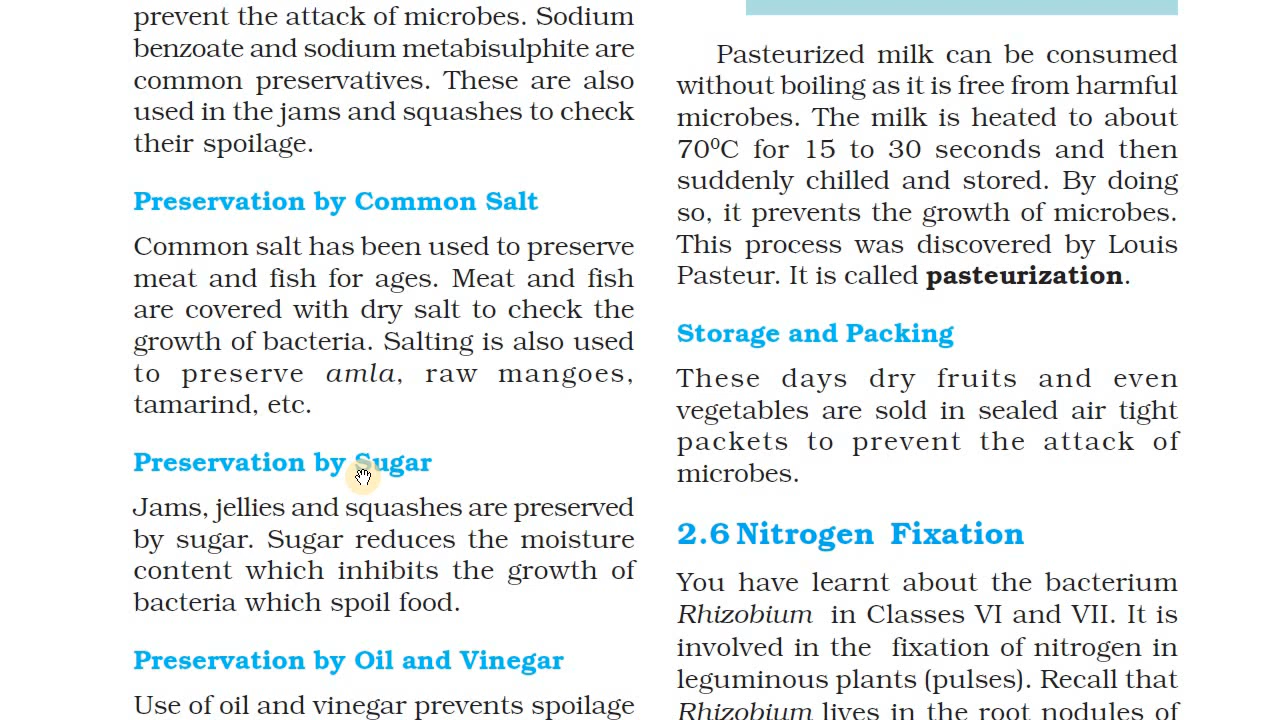 prevent the attack of microbes. Sodium
benzoate and sodium metabisulphite are
common preservatives. These are also
used in the jams and squashes to check
their spoilage.
Preservation by Common Salt
Common salt has been used to preserve
meat and fish for ages. Meat and fish
are covered with dry salt to check the
growth of bacteria. Salting is also used
to preserve amla, raw mangoes,
tamarind, etc.
Preservation by Sugar
Jams, jellies and squashes are preserved
by sugar. Sugar reduces the moisture
content which inhibits the growth of
bacteria which spoil food.
Preservation by Oil and Vinegar
Use of oil and vinegar prevents spoilage
Pasteurized milk can be consumed
without boiling as it is free from harmful
microbes. The milk is heated to about
70⁰C for 15 to 30 seconds and then
suddenly chilled and stored. By doing
so, it prevents the growth of microbes.
This process was discovered by Louis
Pasteur. It is called pasteurization.
Storage and Packing
These days dry fruits and even
vegetables are sold in sealed air tight
packets to prevent the attack of
microbes.
2.6 Nitrogen Fixation
You have learnt about the bacterium
Rhizobium in Classes VI and VII. It is
involved in the fixation of nitrogen in
leguminous plants (pulses). Recall that
Rhizobium lives in the root nodules of